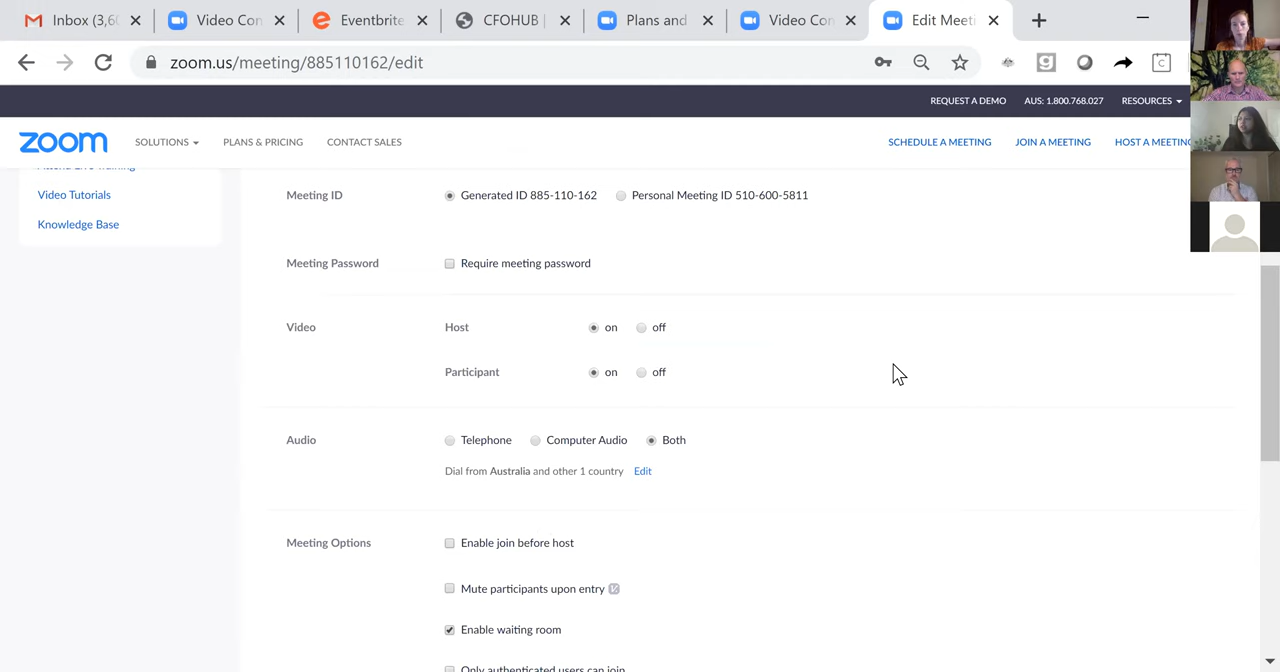 Inbox (3,60
Video Con
Eventbrite
CFOHUB |
Plans and
Video Con
Edit Meeti
zoom.us/meeting/885110162/edit
REQUEST A DEMO
AUS: 1.800.768.027
RESOURCES
zoom
SOLUTIONS
PLANS & PRICING
CONTACT SALES
SCHEDULE A MEETING
JOIN A MEETING
HOST A MEETING
Attend Live Training
Video Tutorials
Knowledge Base
Meeting ID
Generated ID 885-110-162
Personal Meeting ID 510-600-5811
Meeting Password
Require meeting password
Video
Host
on
off
Participant
on
off
Audio
Telephone
Computer Audio
Both
Dial from Australia and other 1 country Edit
Meeting Options
Enable join before host
Mute participants upon entry
Enable waiting room
Only authenticated users can join